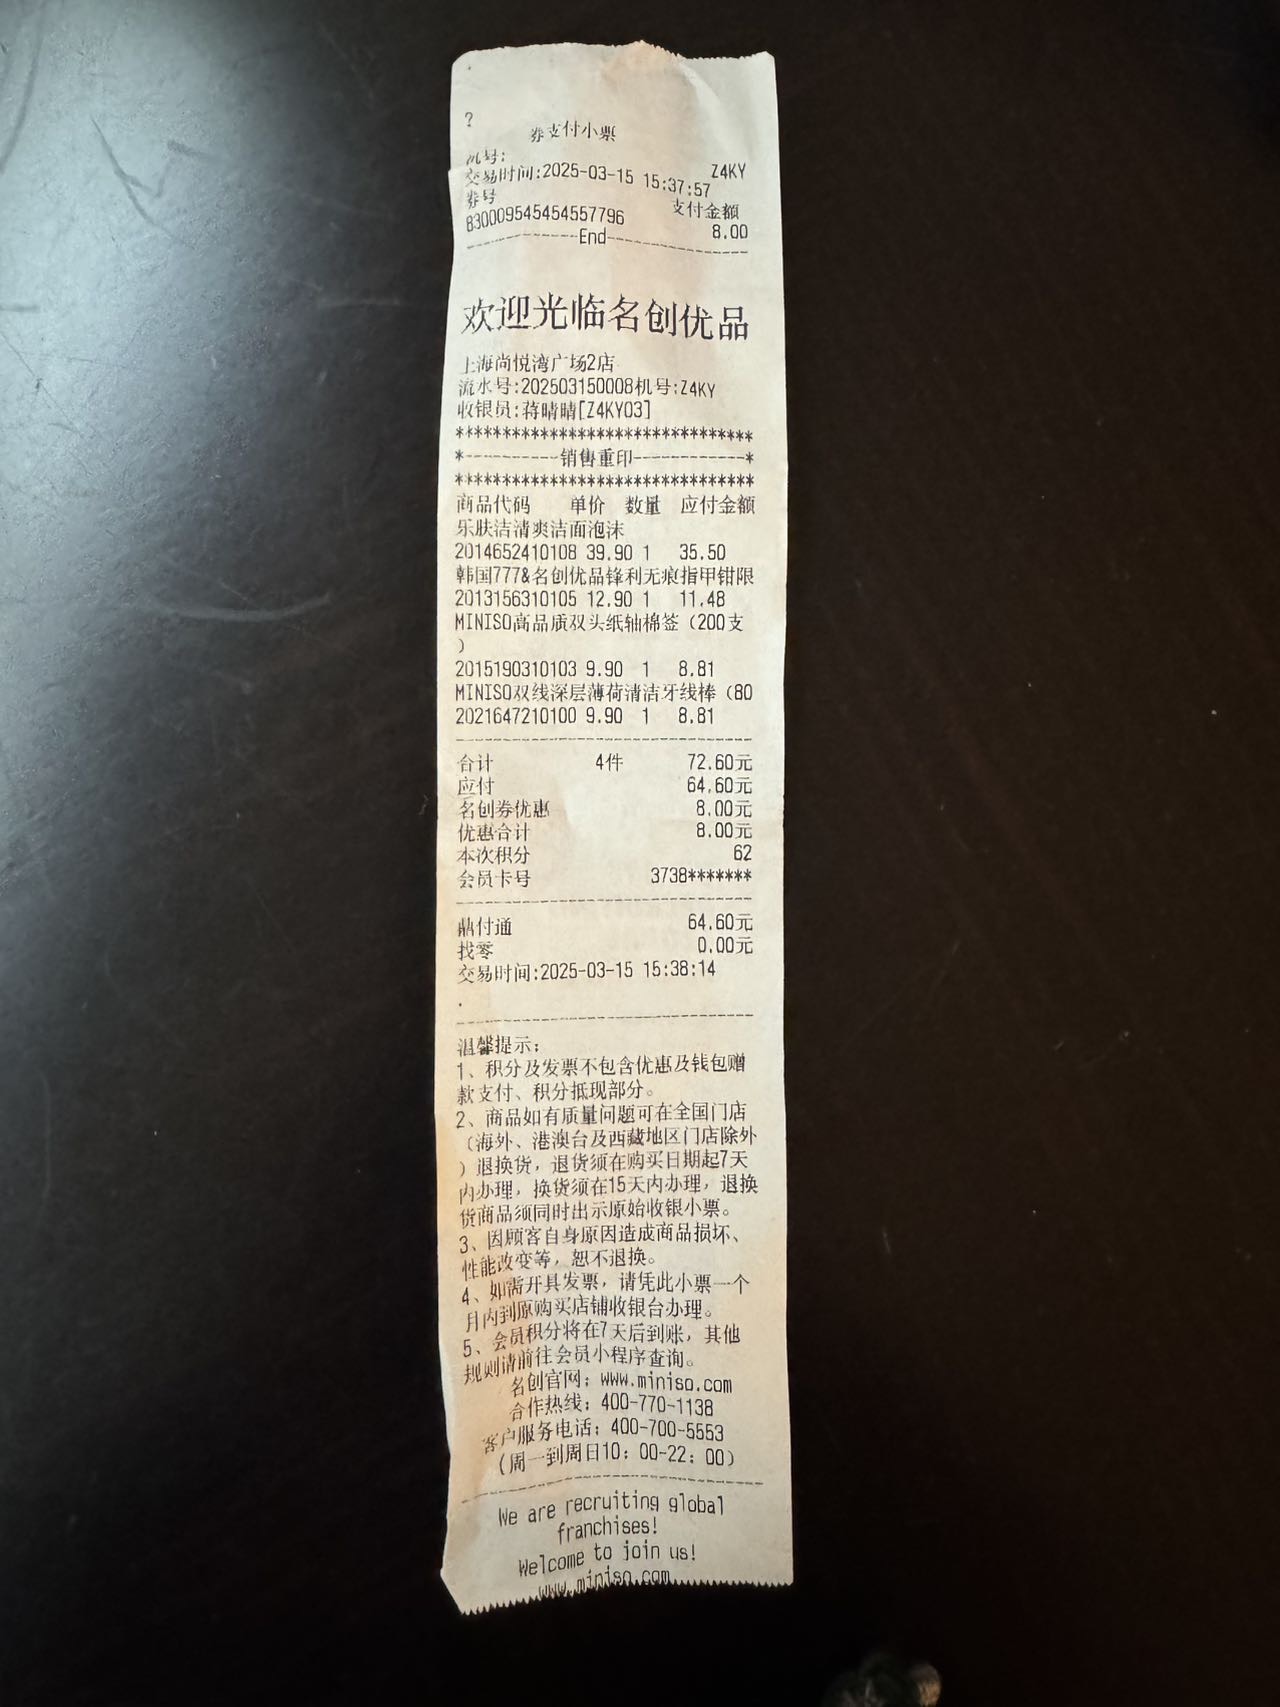 ?
券支付小票
机号:
Z4KY
交易时间:2025-03-15 15:37:57
券号 支付金额
830009545454557796 8.00
----------------End----------------
欢迎光临名创优品
上海尚悦湾广场2店
流水号:202503150008机号:Z4KY
收银员:蒋晴晴[Z4KY03]
********************************
*----------销售重印------------*
********************************
商品代码 单价 数量 应付金额
乐肤洁清爽洁面泡沫
2014652410108 39.90 1 35.50
韩国777&名创优品锋利无痕指甲钳限
2013156310105 12.90 1 11.48
MINISO高品质双头纸轴棉签（200支
）
2015190310103 9.90 1 8.81
MINISO双线深层薄荷清洁牙线棒（80
2021647210100 9.90 1 8.81
合计 4件 72.60元
应付 64.60元
名创券优惠 8.00元
优惠合计 8.00元
本次积分 62
会员卡号 3738*******
鼎付通 64.60元
找零 0.00元
交易时间:2025-03-15 15:38:14
.
温馨提示:
1、积分及发票不包含优惠及钱包赠
款支付、积分抵现部分。
2、商品如有质量问题可在全国门店
（海外、港澳台及西藏地区门店除外
）退换货，退货须在购买日期起7天
内办理，换货须在15天内办理，退换
货商品须同时出示原始收银小票。
3、因顾客自身原因造成商品损坏、
性能改变等，恕不退换。
4、如需开具发票，请凭此小票一个
月内到原购买店铺收银台办理。
5、会员积分将在7天后到账，其他
规则请前往会员小程序查询。
名创官网：www.miniso.com
合作热线：400-770-1138
客户服务电话：400-700-5553
（周一到周日10：00-22：00）
We are recruiting global
franchises!
Welcome to join us!
www.miniso.com